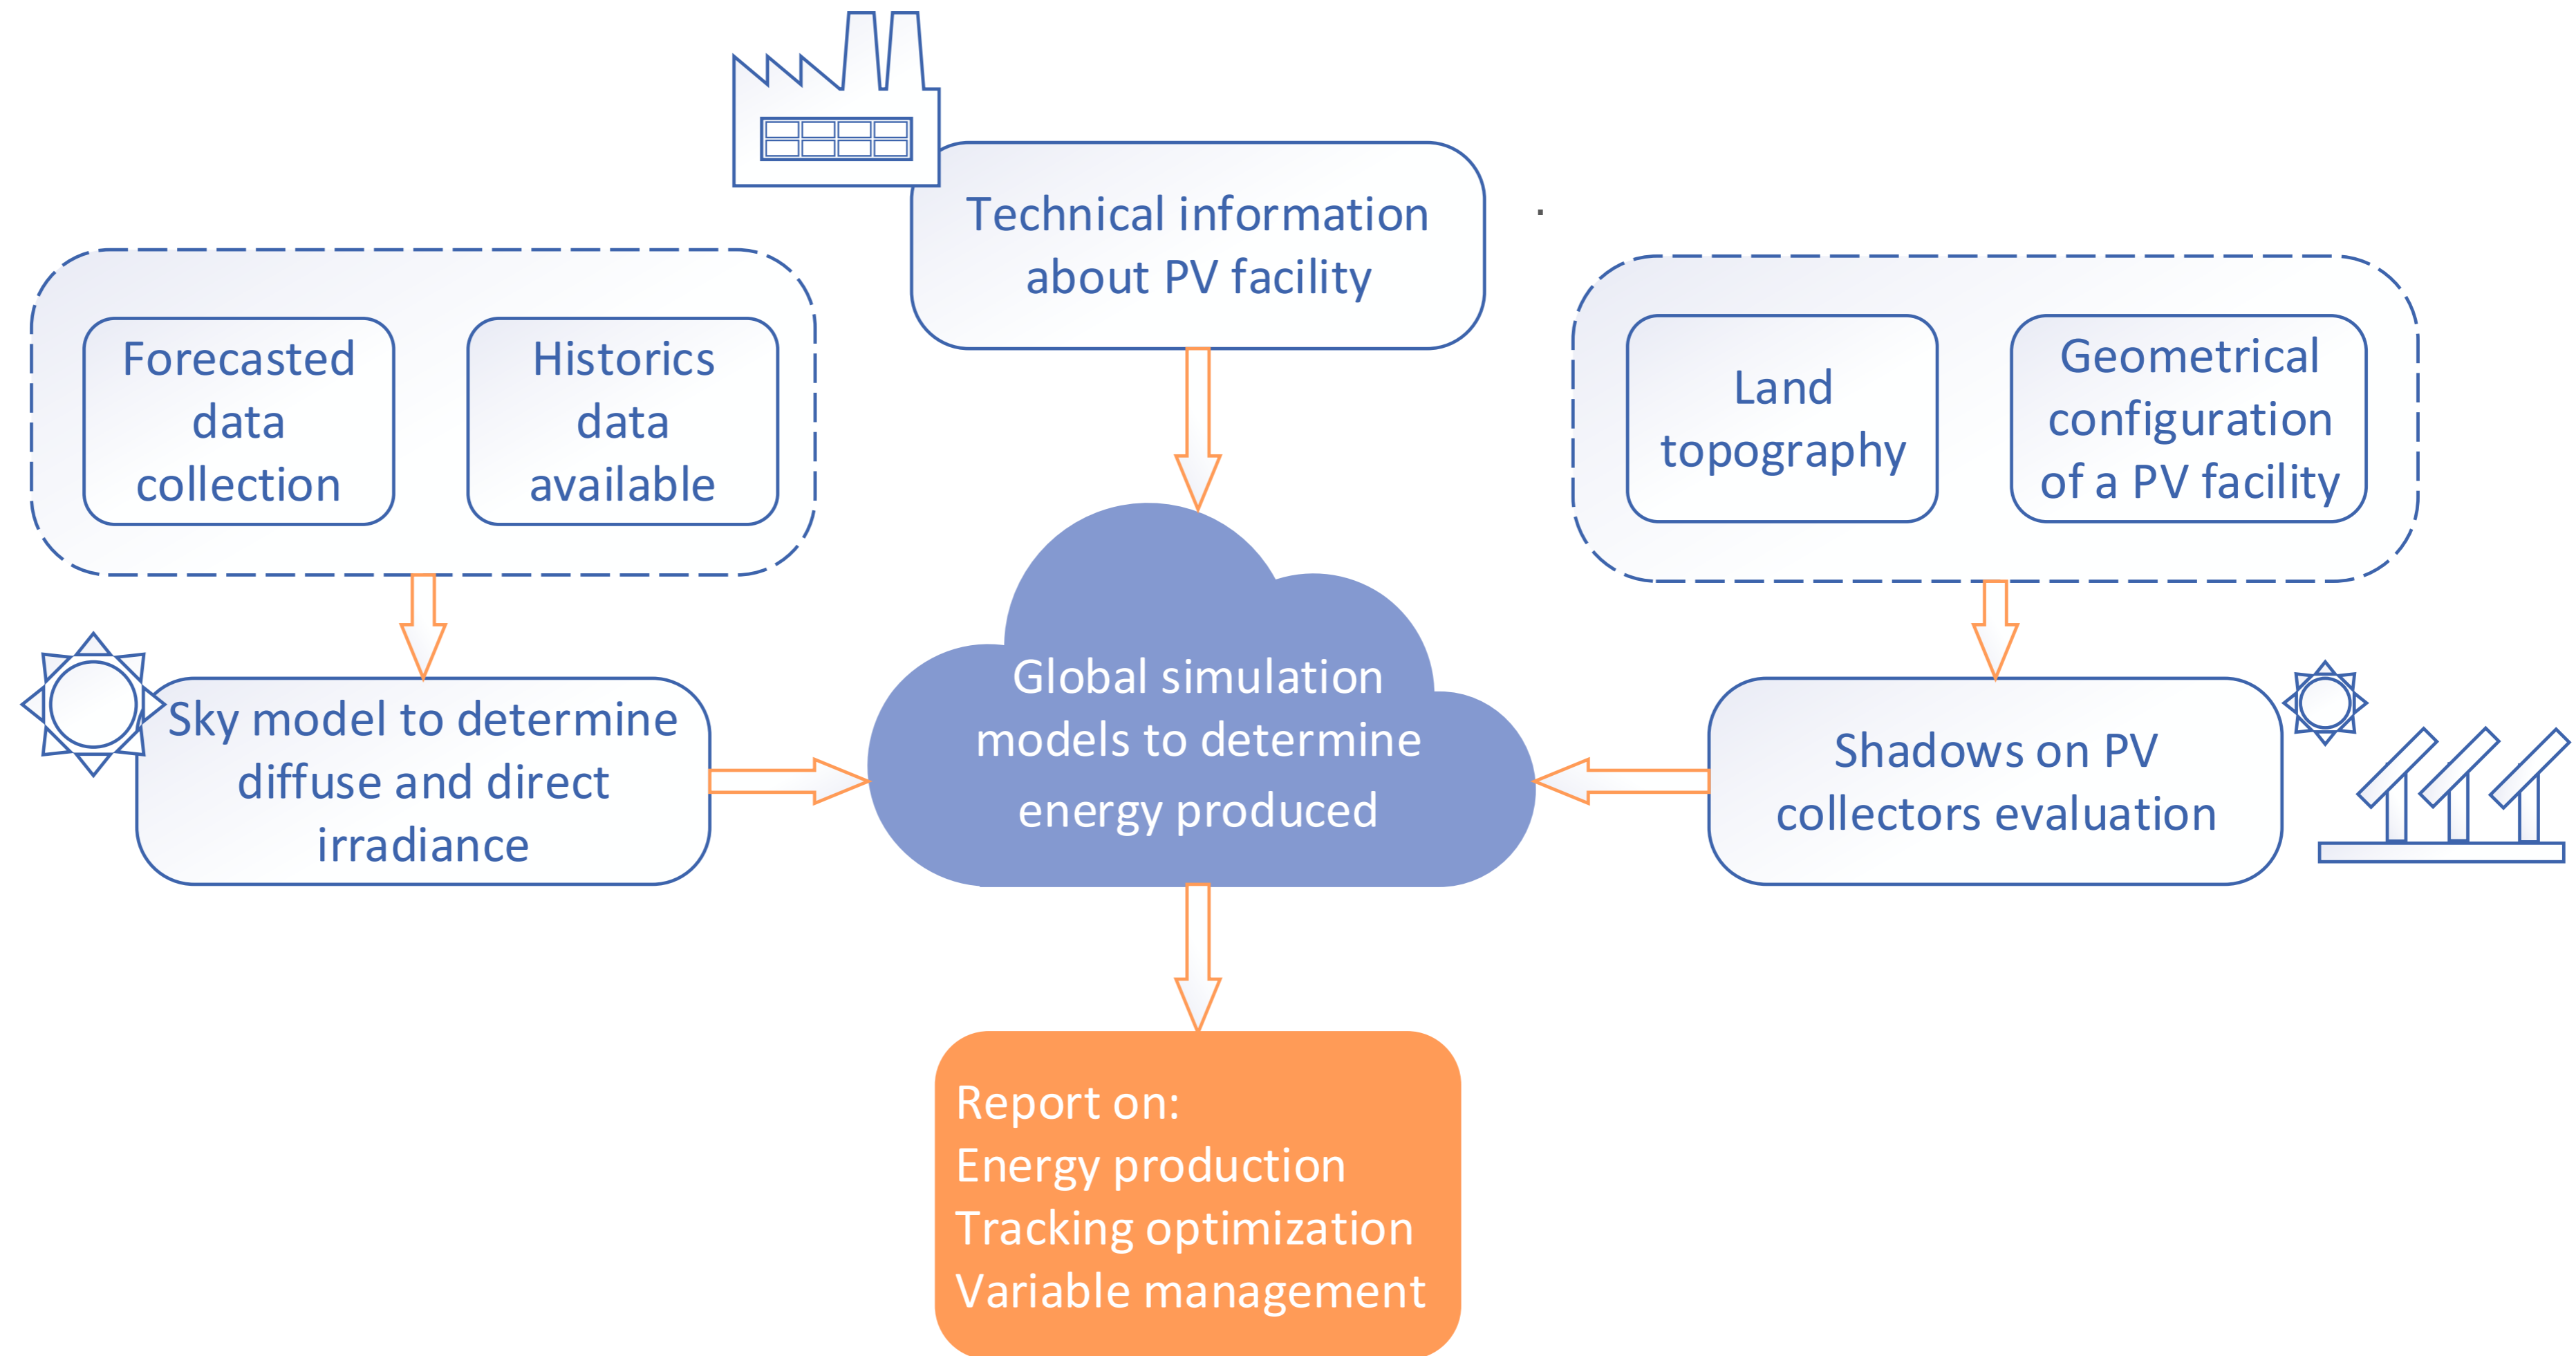 Technical information
about PV facility
.
Forecasted
data
collection
Historics
data
available
Land
topography
Geometrical
configuration
of a PV facility
Sky model to determine
diffuse and direct
irradiance
Global simulation
models to determine
energy produced
Shadows on PV
collectors evaluation
Report on:
Energy production
Tracking optimization
Variable management